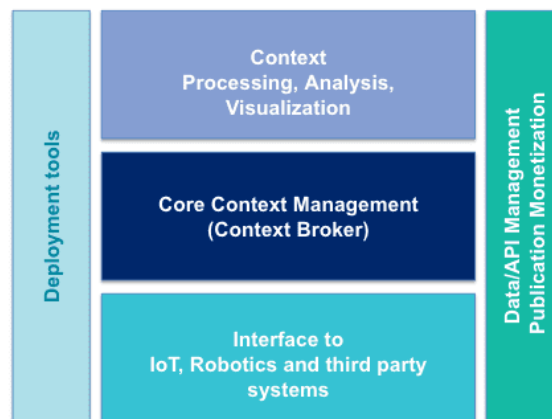 Deployment tools
Context
Processing, Analysis,
Visualization
Core Context Management
(Context Broker)
Interface to
IoT, Robotics and third party
systems
Data/API Management
Publication Monetization